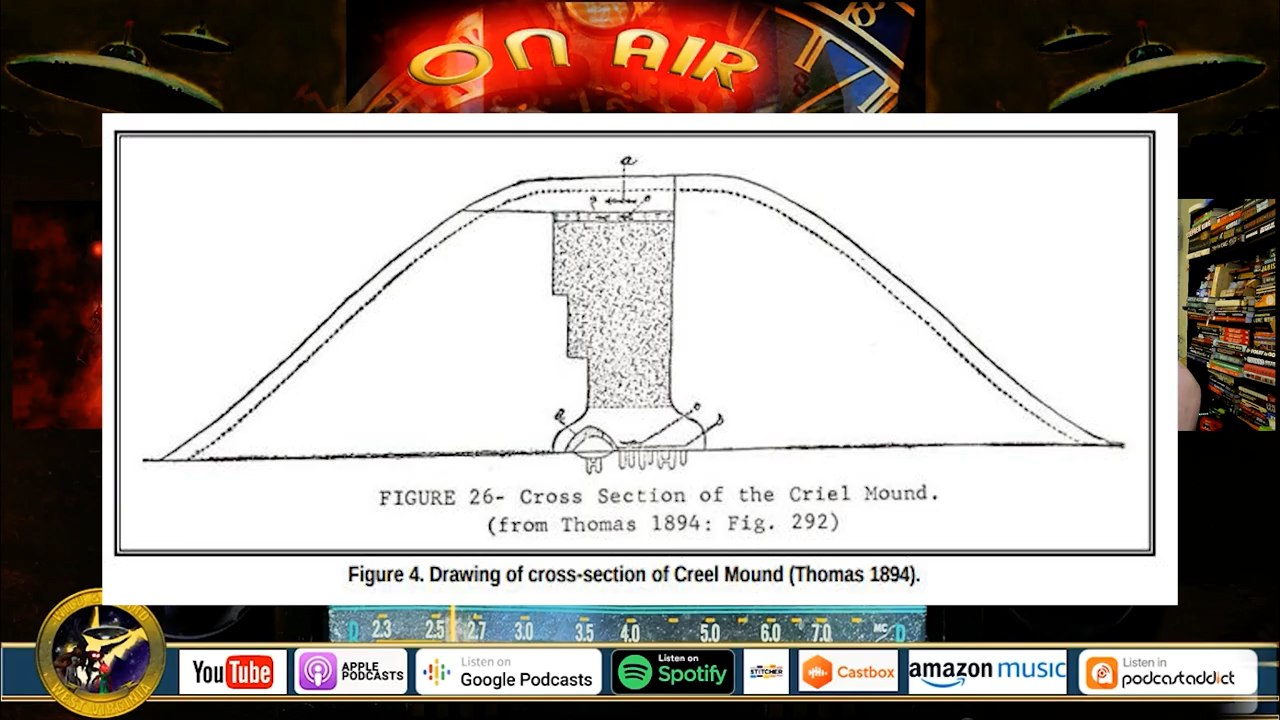 ON AIR
a
FIGURE 26- Cross Section of the Criel Mound.
(from Thomas 1894: Fig. 292)
Figure 4. Drawing of cross-section of Creel Mound (Thomas 1894).
D 2.3 2.5 2.7 3.0 3.5 4.0 5.0 6.0 7.0 MC D
YouTube
APPLE
PODCASTS
Listen on
Google Podcasts
Listen on
Spotify
STITCHER
Castbox
amazon music
Listen in
podcastaddict
WEST VIRGINIA